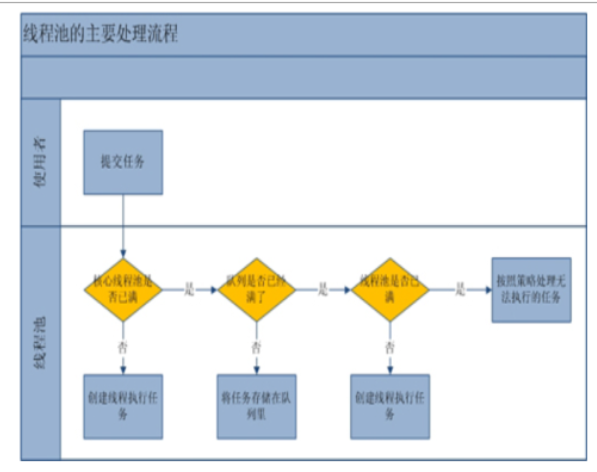 线程池的主要处理流程
使用者
提交任务
线程池
核心线程池是
否已满
是
队列是否已经
满了
是
线程池是否已
满
是
按照策略处理无
法执行的任务
否
否
否
创建线程执行任
务
将任务存储在队
列里
创建线程执行任
务